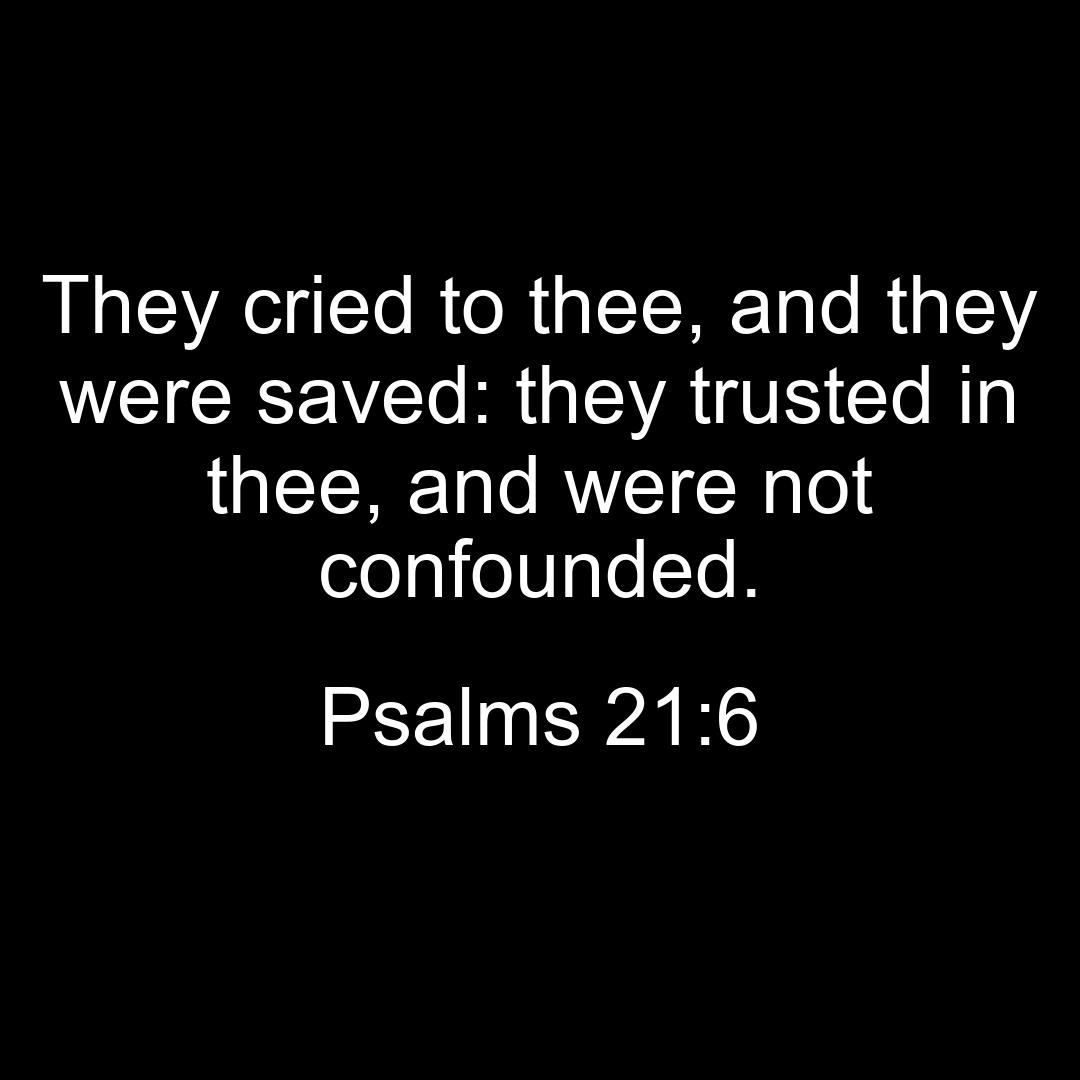 They cried to thee, and they
were saved: they trusted in
thee, and were not
confounded.
Psalms 21:6